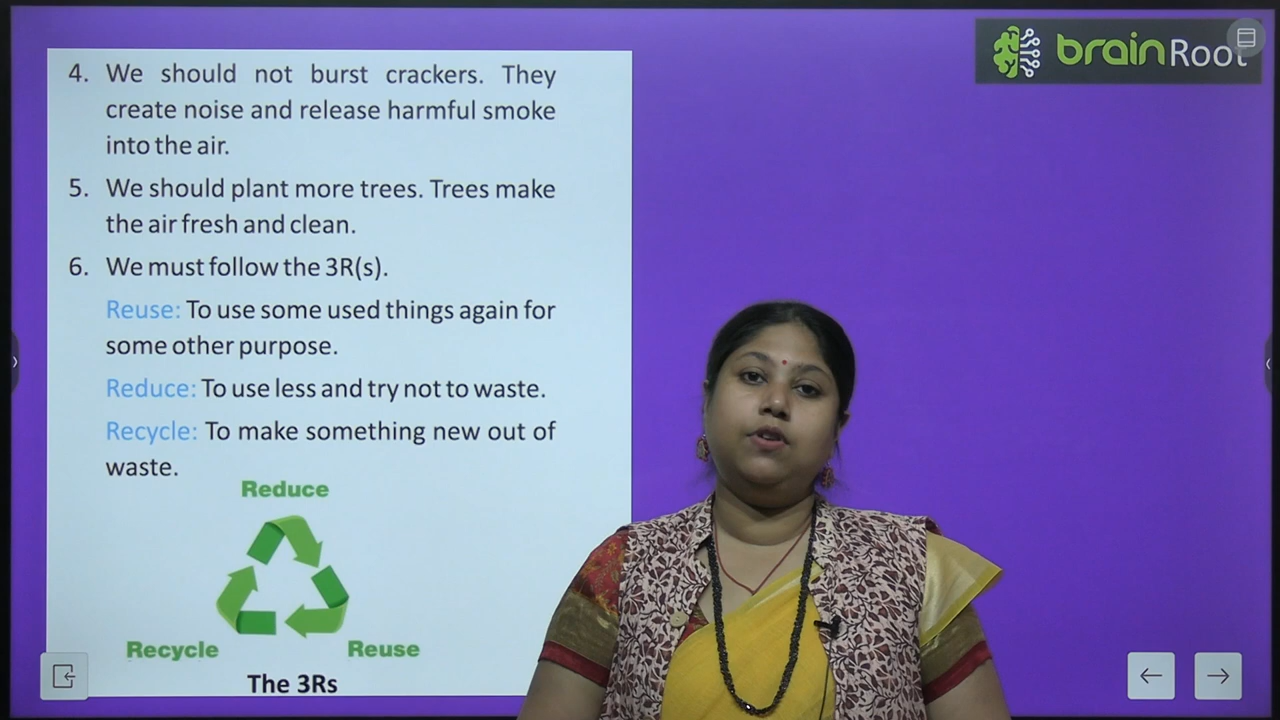 brainRoot
4. We should not burst crackers. They
create noise and release harmful smoke
into the air.
5. We should plant more trees. Trees make
the air fresh and clean.
6. We must follow the 3R(s).
Reuse: To use some used things again for
some other purpose.
Reduce: To use less and try not to waste.
Recycle: To make something new out of
waste.
Reduce
Recycle Reuse
The 3Rs